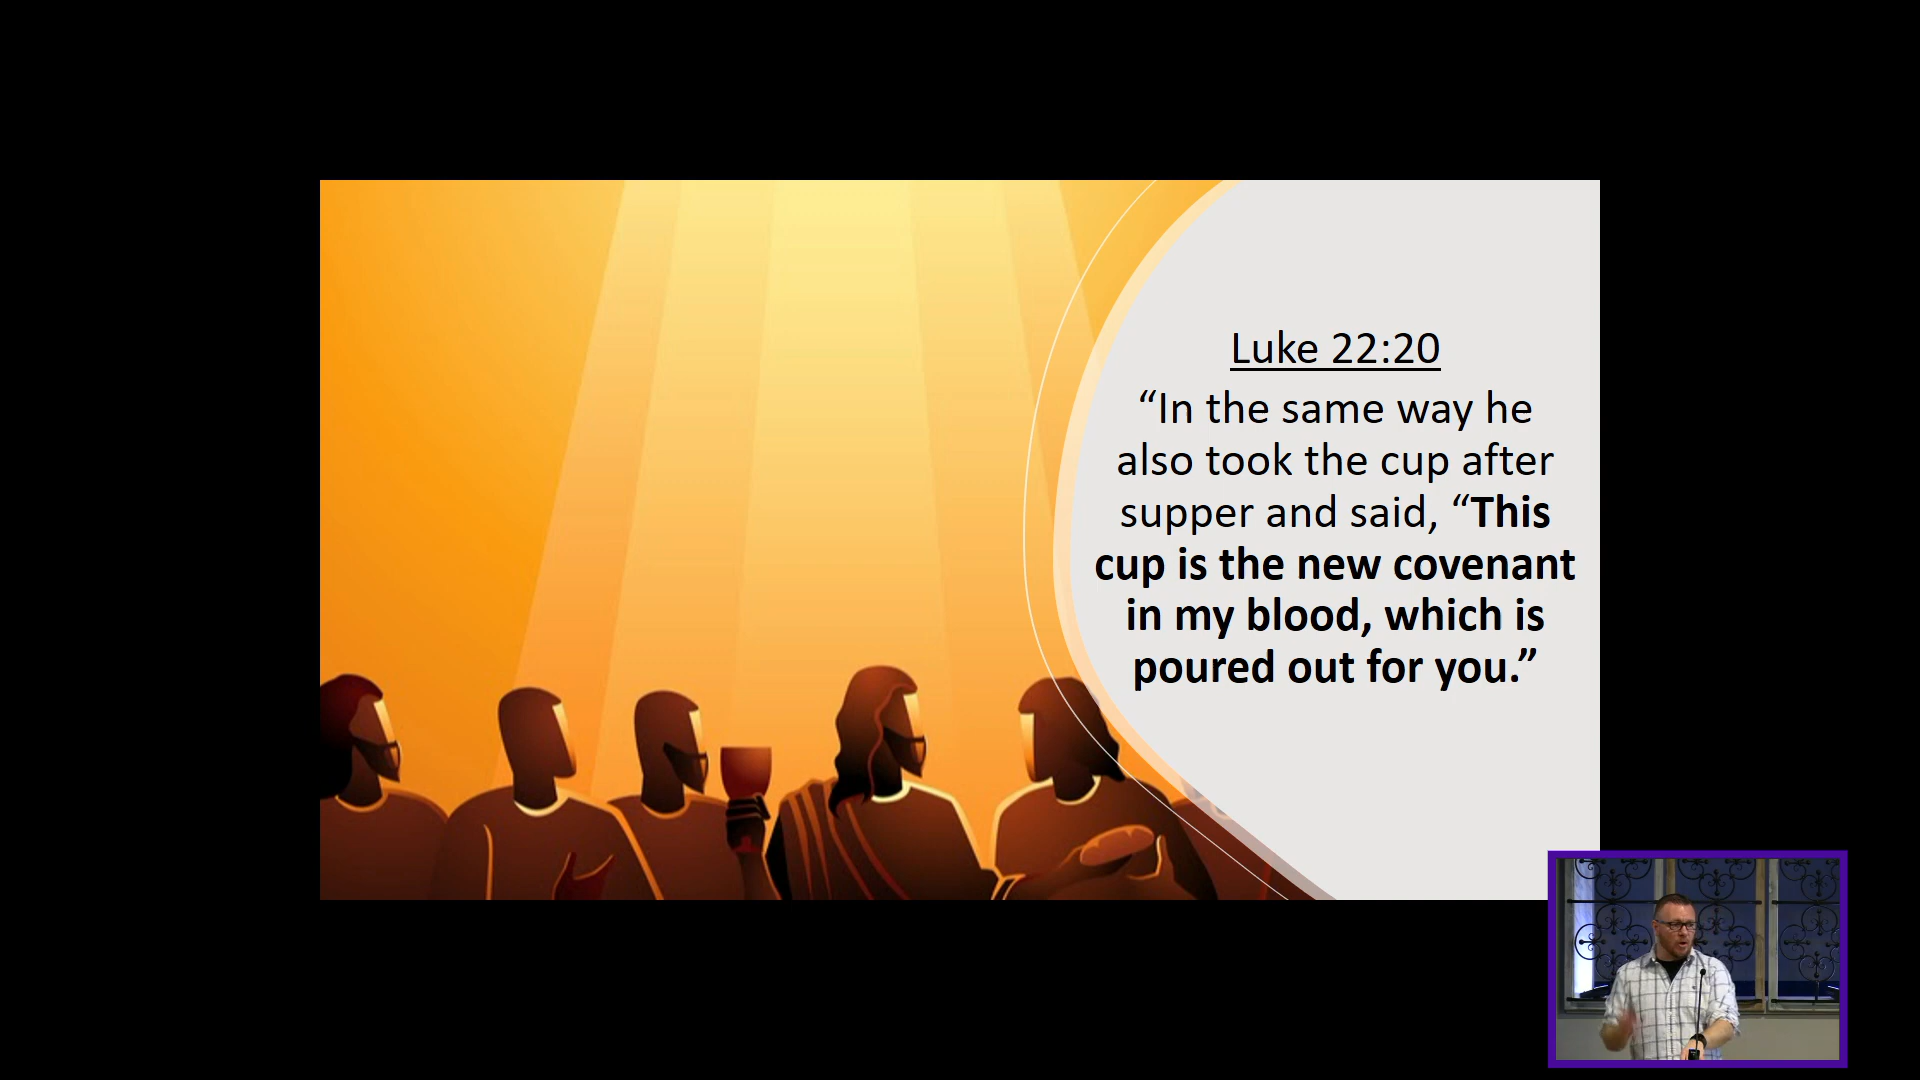 Luke 22:20
“In the same way he
also took the cup after
supper and said, “This
cup is the new covenant
in my blood, which is
poured out for you.”